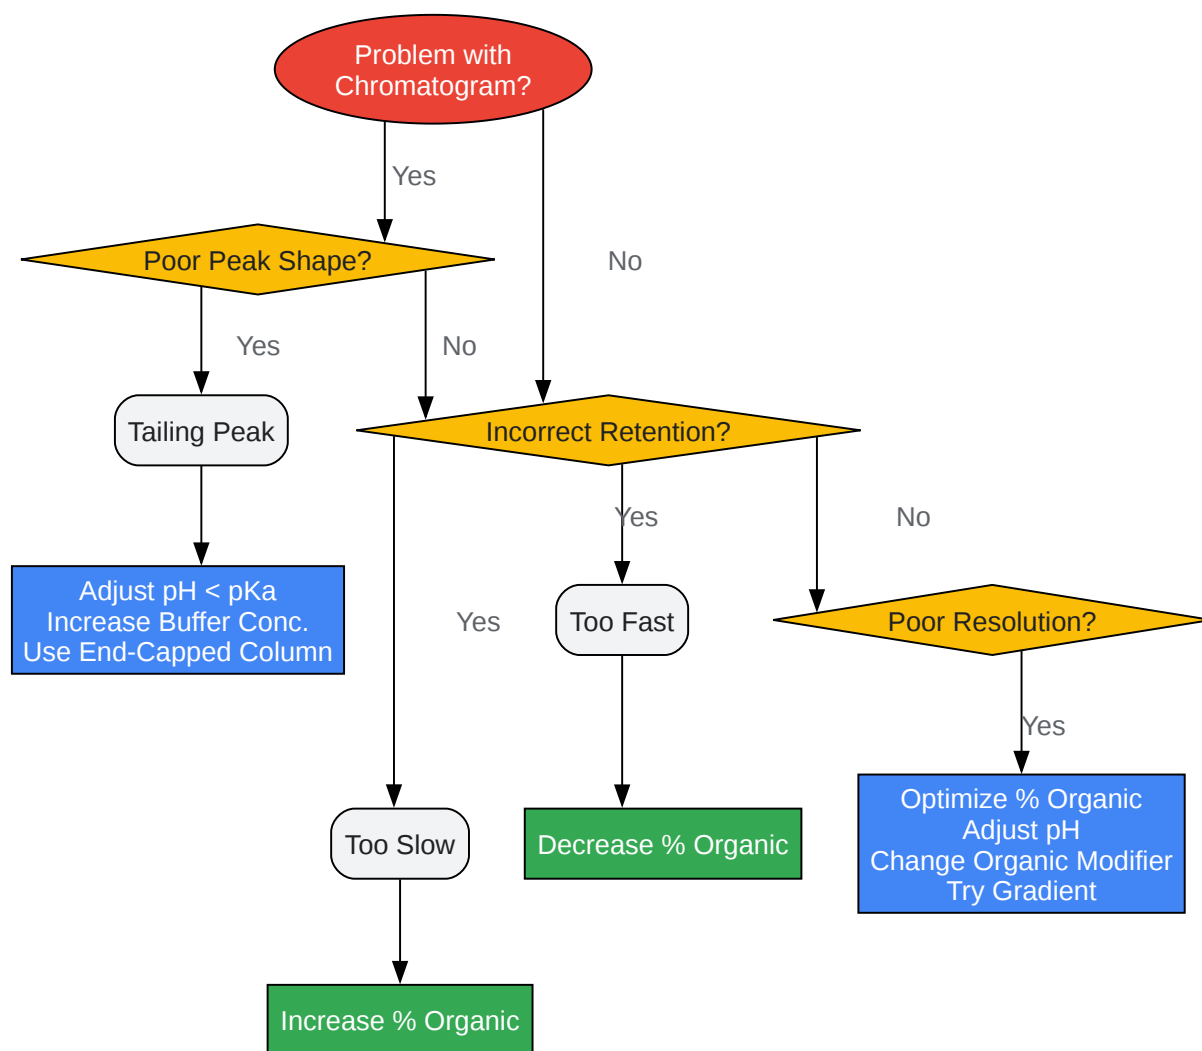 Problem with
Chromatogram?
Yes
Poor Peak Shape?
No
Yes
No
Tailing Peak
Incorrect Retention?
Yes
No
Adjust pH < pKa
Increase Buffer Conc.
Use End-Capped Column
Yes
Too Fast
Poor Resolution?
Yes
Too Slow
Decrease % Organic
Optimize % Organic
Adjust pH
Change Organic Modifier
Try Gradient
Increase % Organic